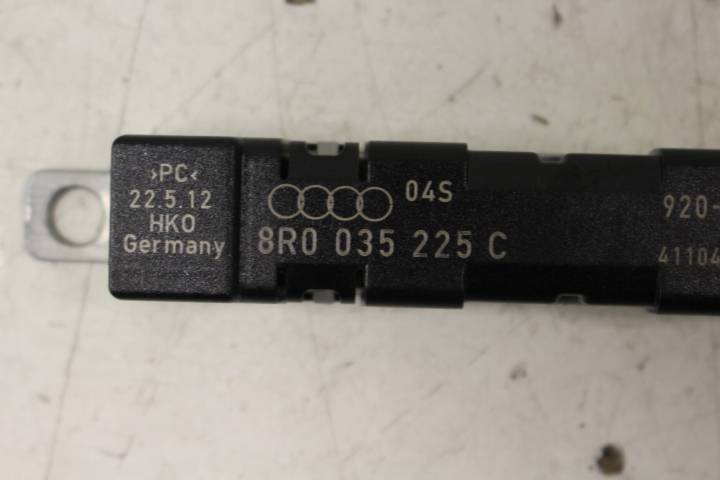 >PC<
22.5.12
HKO
Germany
04S
8R0 035 225 C
920-
41104